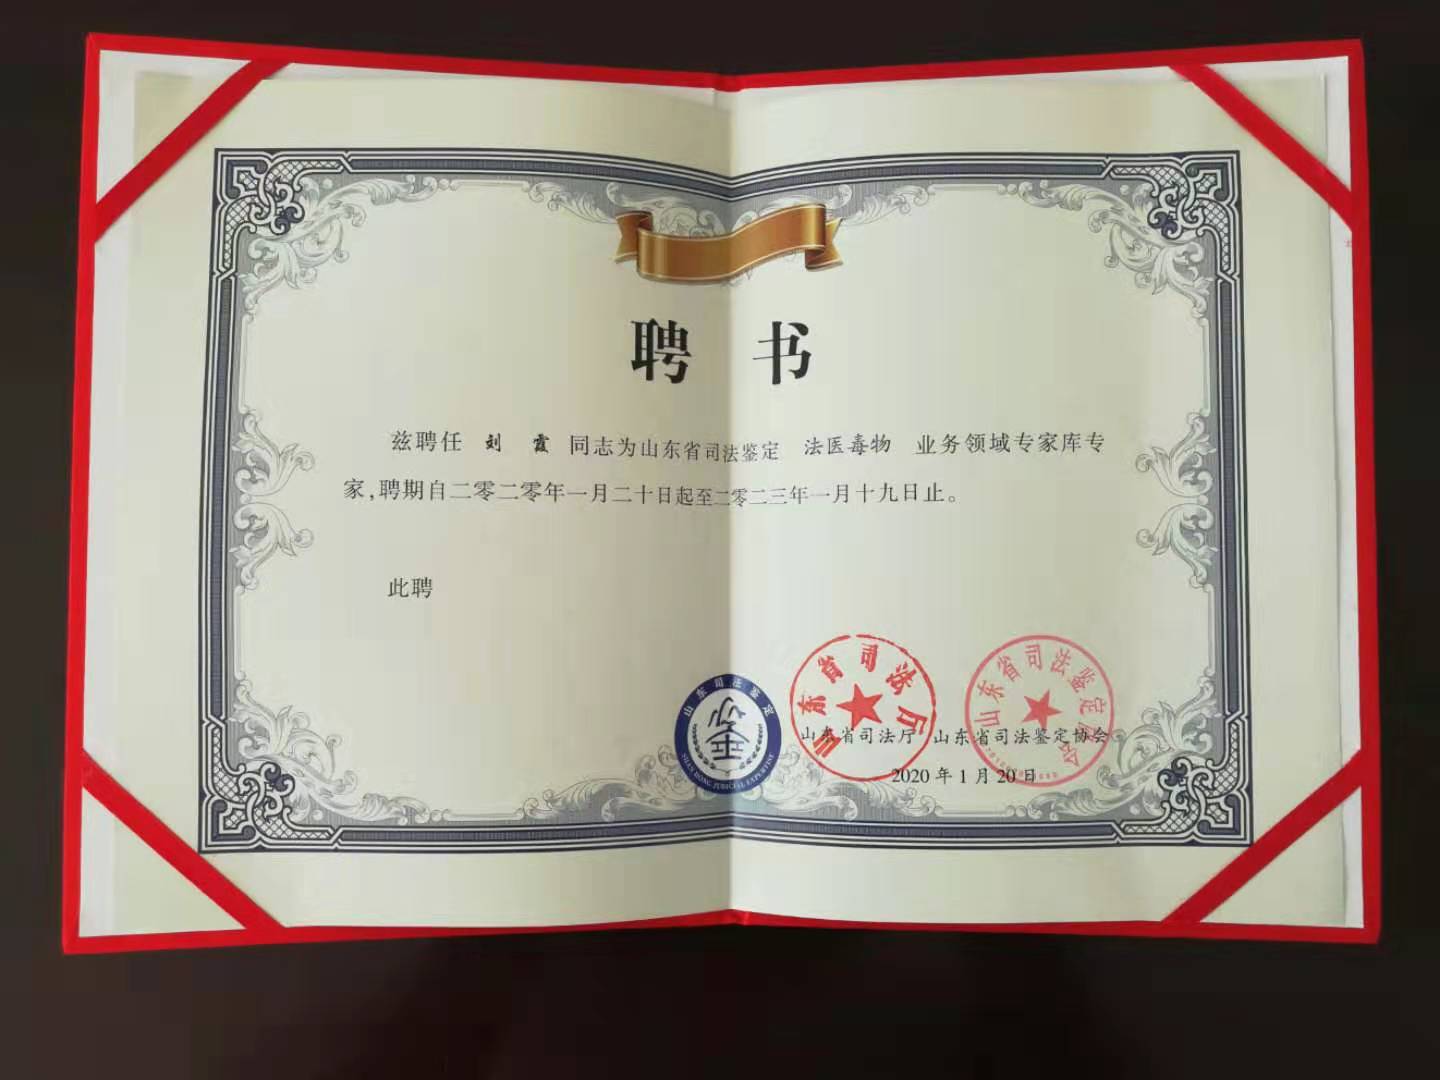 聘 书
兹聘任 刘 霞 同志为山东省司法鉴定 法医毒物 业务领域专家库专
家,聘期自二零二零年一月二十日起至二零二三年一月十九日止。
此聘
山东司法鉴定
SHAN DONG JUDICIAL EXPERTISE
山东省司法厅
山东省司法鉴定协会
山东省司法厅 山东省司法鉴定协会
2020年1月20日